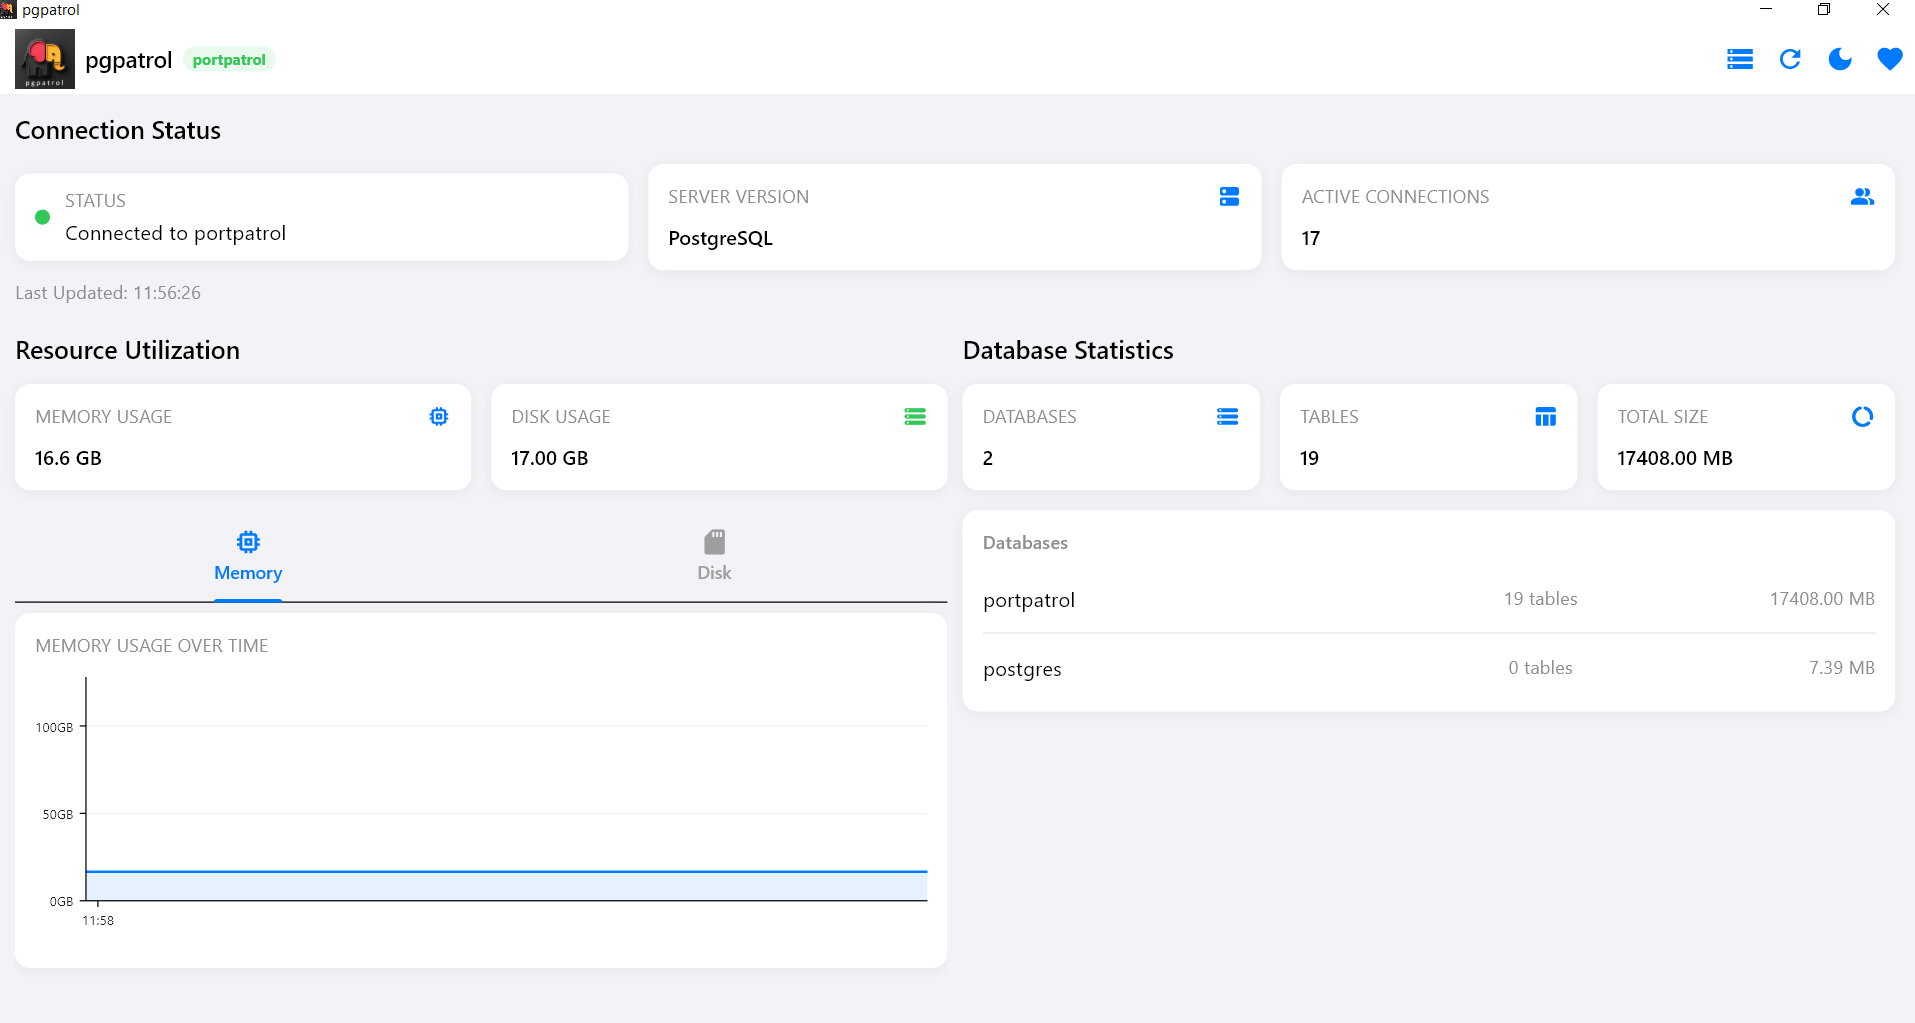 pgpatrol
pgpatrol
pgpatrol
portpatrol
Connection Status
STATUS
Connected to portpatrol
SERVER VERSION
PostgreSQL
ACTIVE CONNECTIONS
17
Last Updated: 11:56:26
Resource Utilization
MEMORY USAGE
16.6 GB
DISK USAGE
17.00 GB
Memory
Disk
MEMORY USAGE OVER TIME
100GB
50GB
0GB
11:58
Database Statistics
DATABASES
2
TABLES
19
TOTAL SIZE
17408.00 MB
Databases
portpatrol 19 tables 17408.00 MB
postgres 0 tables 7.39 MB